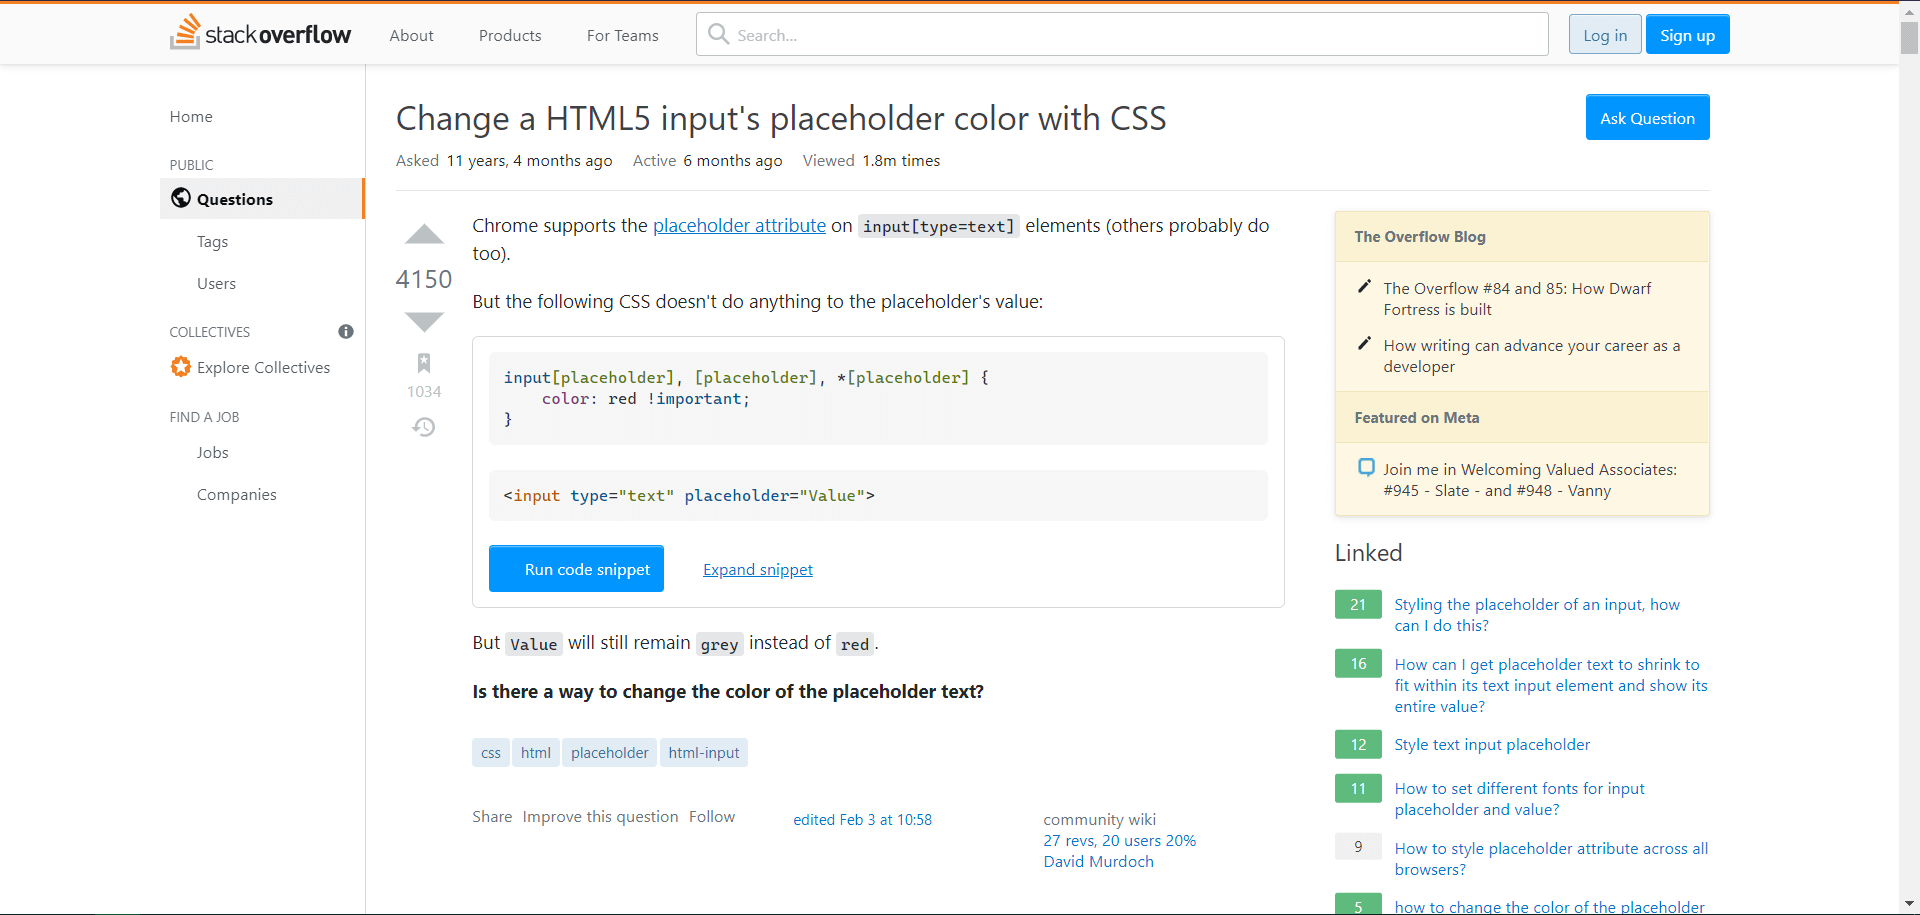 stackoverflow
About
Products
For Teams
Search...
Log in
Sign up
Home
PUBLIC
Questions
Tags
Users
COLLECTIVES
Explore Collectives
FIND A JOB
Jobs
Companies
Change a HTML5 input's placeholder color with CSS
Ask Question
Asked 11 years, 4 months ago Active 6 months ago Viewed 1.8m times
4150
1034
Chrome supports the placeholder attribute on input[type=text] elements (others probably do
too).
But the following CSS doesn't do anything to the placeholder's value:
input[placeholder], [placeholder], *[placeholder] {
    color: red !important;
}
<input type="text" placeholder="Value">
Run code snippet
Expand snippet
But Value will still remain grey instead of red.
Is there a way to change the color of the placeholder text?
css html placeholder html-input
Share Improve this question Follow
edited Feb 3 at 10:58
community wiki
27 revs, 20 users 20%
David Murdoch
The Overflow Blog
The Overflow #84 and 85: How Dwarf
Fortress is built
How writing can advance your career as a
developer
Featured on Meta
Join me in Welcoming Valued Associates:
#945 - Slate - and #948 - Vanny
Linked
21 Styling the placeholder of an input, how
can I do this?
16 How can I get placeholder text to shrink to
fit within its text input element and show its
entire value?
12 Style text input placeholder
11 How to set different fonts for input
placeholder and value?
9 How to style placeholder attribute across all
browsers?
5 how to change the color of the placeholder